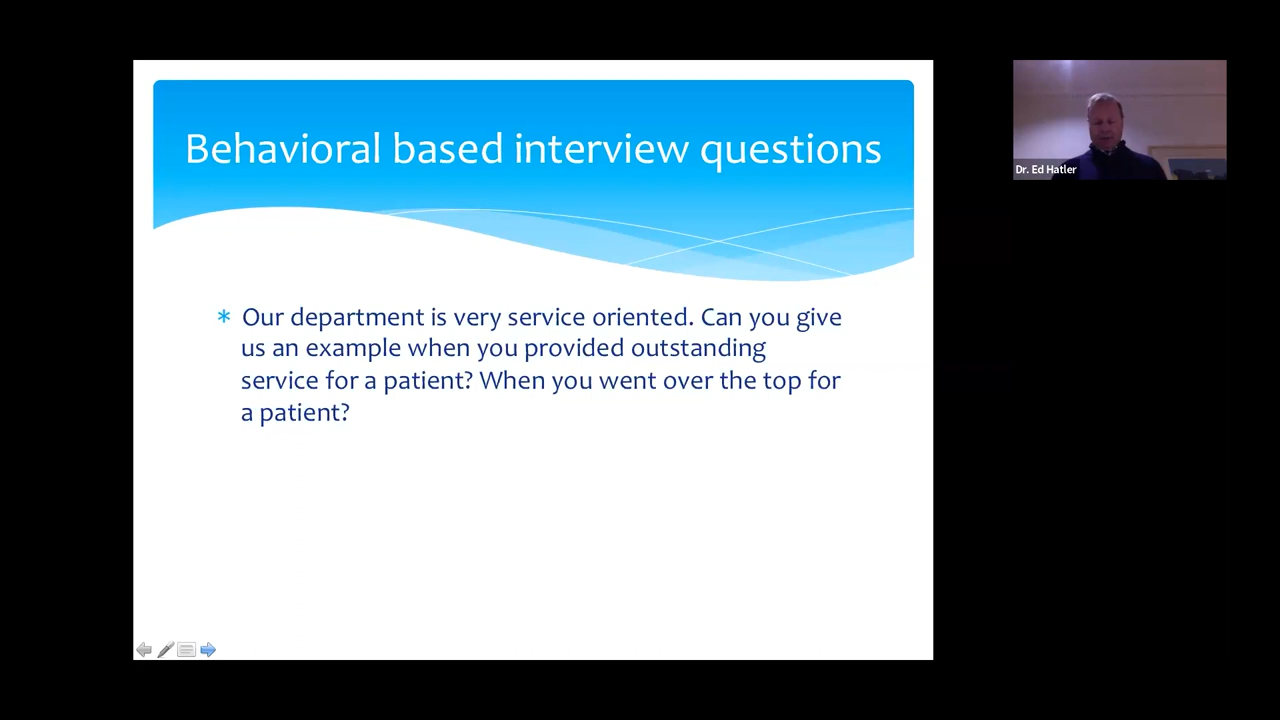 Behavioral based interview questions
* Our department is very service oriented. Can you give
us an example when you provided outstanding
service for a patient? When you went over the top for
a patient?
Dr. Ed Hatler